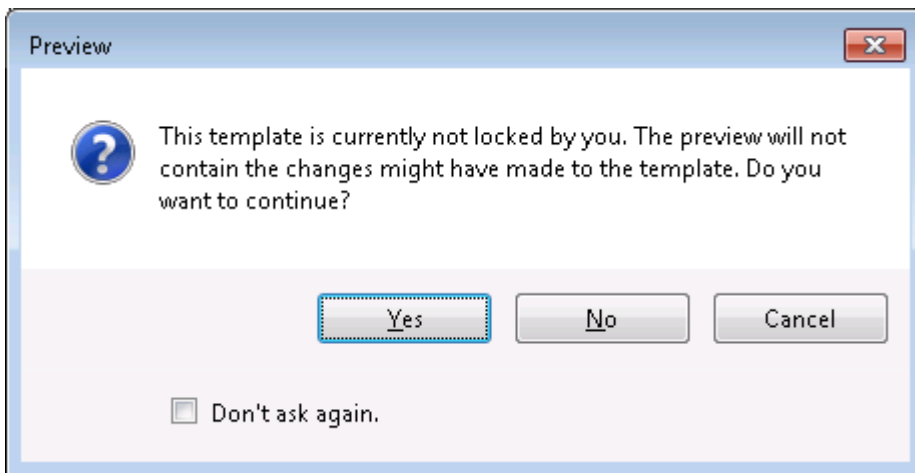 Preview
This template is currently not locked by you. The preview will not
contain the changes might have made to the template. Do you
want to continue?
Yes
No
Cancel
Don't ask again.